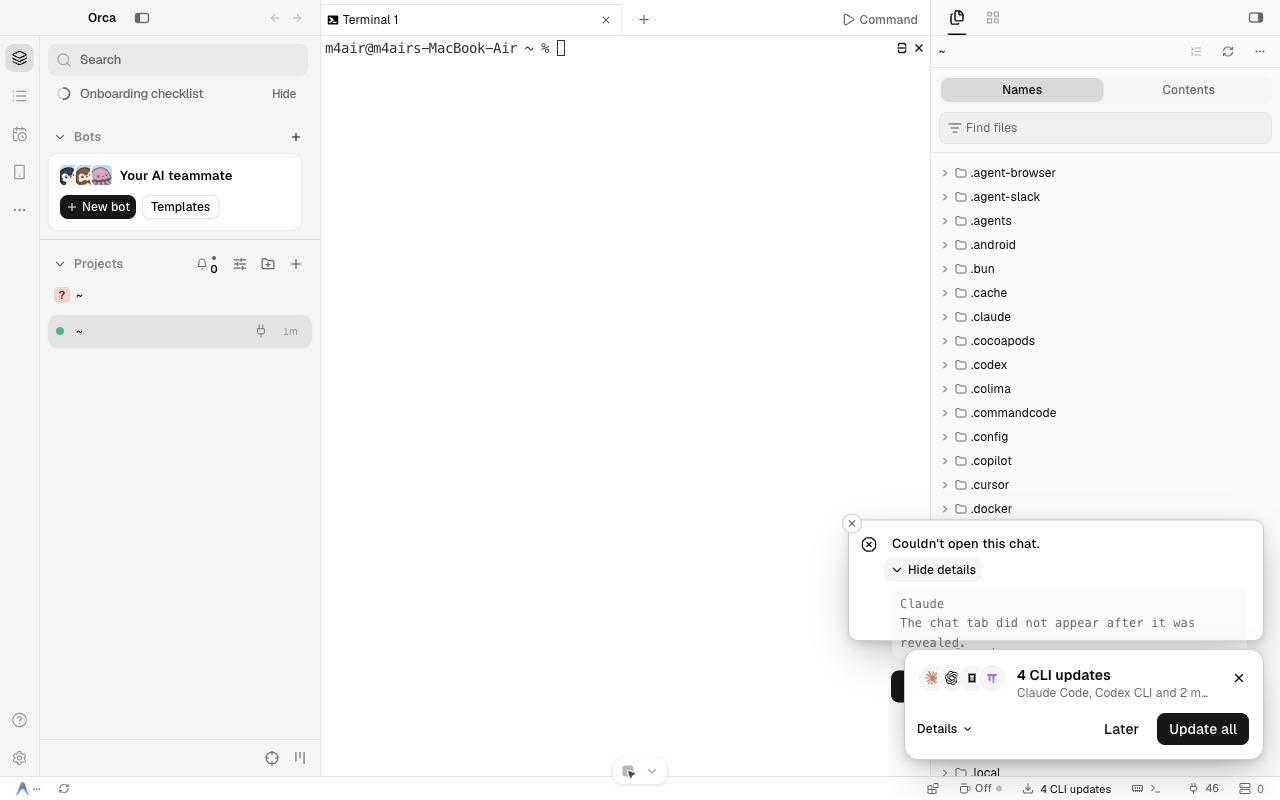 Orca
Terminal 1
Command
Search
Onboarding checklist
Hide
Bots
Your AI teammate
New bot
Templates
Projects
0
? ~
~
1m
m4air@m4airs-MacBook-Air ~ %
~
Names
Contents
Find files
.agent-browser
.agent-slack
.agents
.android
.bun
.cache
.claude
.cocoapods
.codex
.colima
.commandcode
.config
.copilot
.cursor
.docker
Couldn't open this chat.
Hide details
Claude
The chat tab did not appear after it was
revealed.
4 CLI updates
Claude Code, Codex CLI and 2 m...
Details
Later
Update all
.local
Off
4 CLI updates
46
0